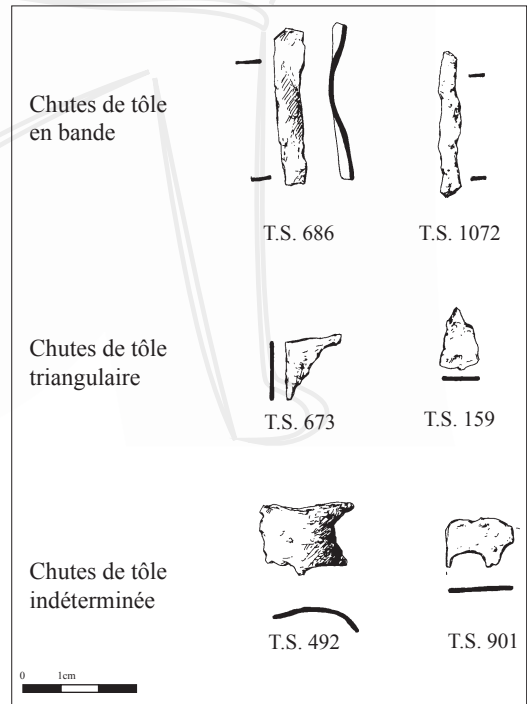 Chutes de tôle
en bande
T.S. 686
T.S. 1072
Chutes de tôle
triangulaire
T.S. 673
T.S. 159
Chutes de tôle
indéterminée
T.S. 492
T.S. 901
0 1cm